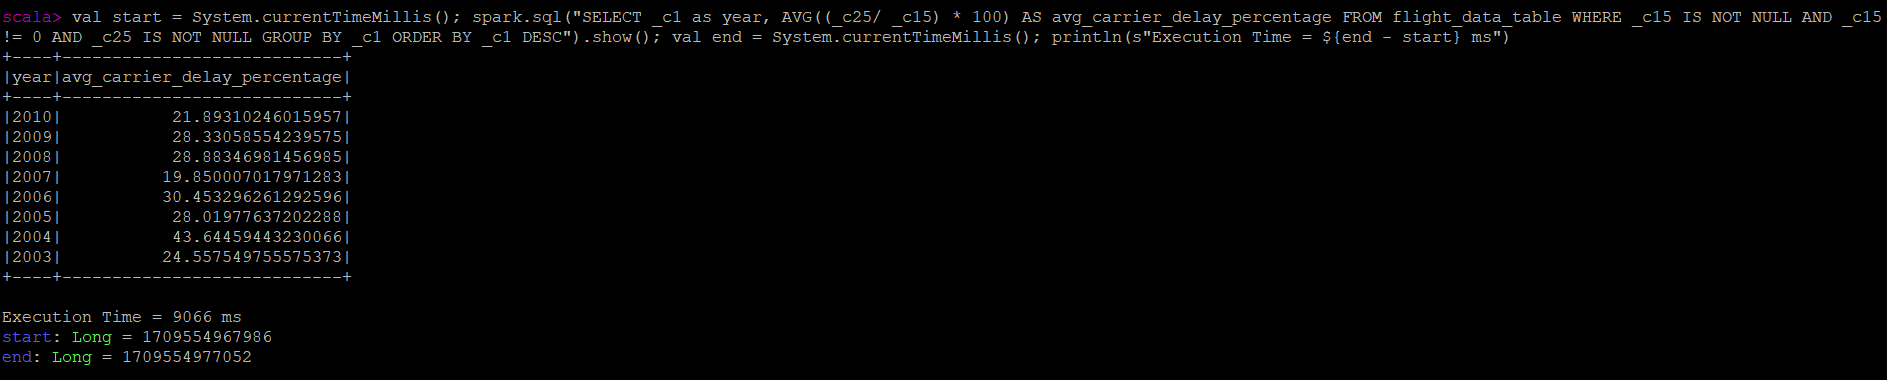 scala> val start = System.currentTimeMillis(); spark.sql("SELECT _c1 as year, AVG((_c25/ _c15) * 100) AS avg_carrier_delay_percentage FROM flight_data_table WHERE _c15 IS NOT NULL AND _c15
!= 0 AND _c25 IS NOT NULL GROUP BY _c1 ORDER BY _c1 DESC").show(); val end = System.currentTimeMillis(); println(s"Execution Time = ${end - start} ms")
+----+----------------------------+
|year|avg_carrier_delay_percentage|
+----+----------------------------+
|2010|           21.89310246015957|
|2009|           28.33058554239575|
|2008|           28.88346981456985|
|2007|          19.850007017971283|
|2006|          30.453296261292596|
|2005|           28.01977637202288|
|2004|           43.64459443230066|
|2003|          24.557549755575373|
+----+----------------------------+
Execution Time = 9066 ms
start: Long = 1709554967986
end: Long = 1709554977052